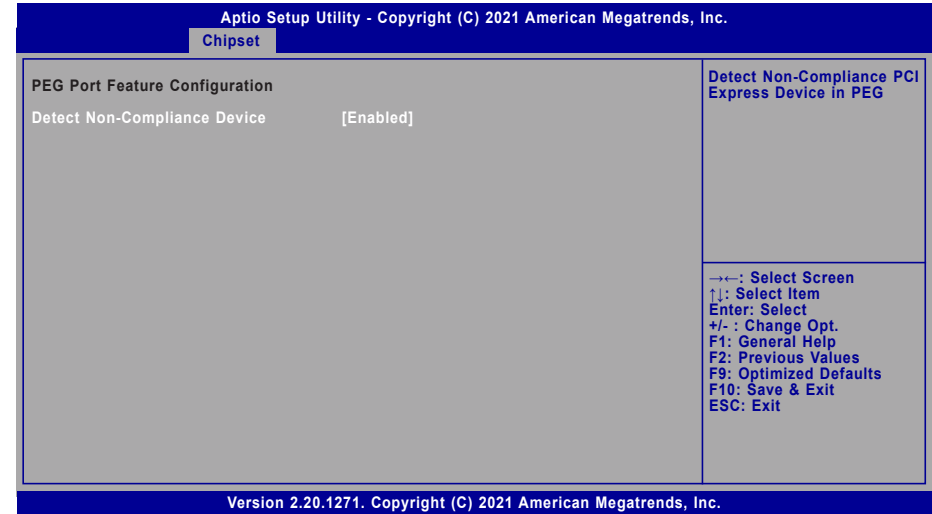 Aptio Setup Utility - Copyright (C) 2021 American Megatrends, Inc.
Chipset
PEG Port Feature Configuration
Detect Non-Compliance Device [Enabled]
Detect Non-Compliance PCI
Express Device in PEG
→←: Select Screen
↑↓: Select Item
Enter: Select
+/- : Change Opt.
F1: General Help
F2: Previous Values
F9: Optimized Defaults
F10: Save & Exit
ESC: Exit
Version 2.20.1271. Copyright (C) 2021 American Megatrends, Inc.